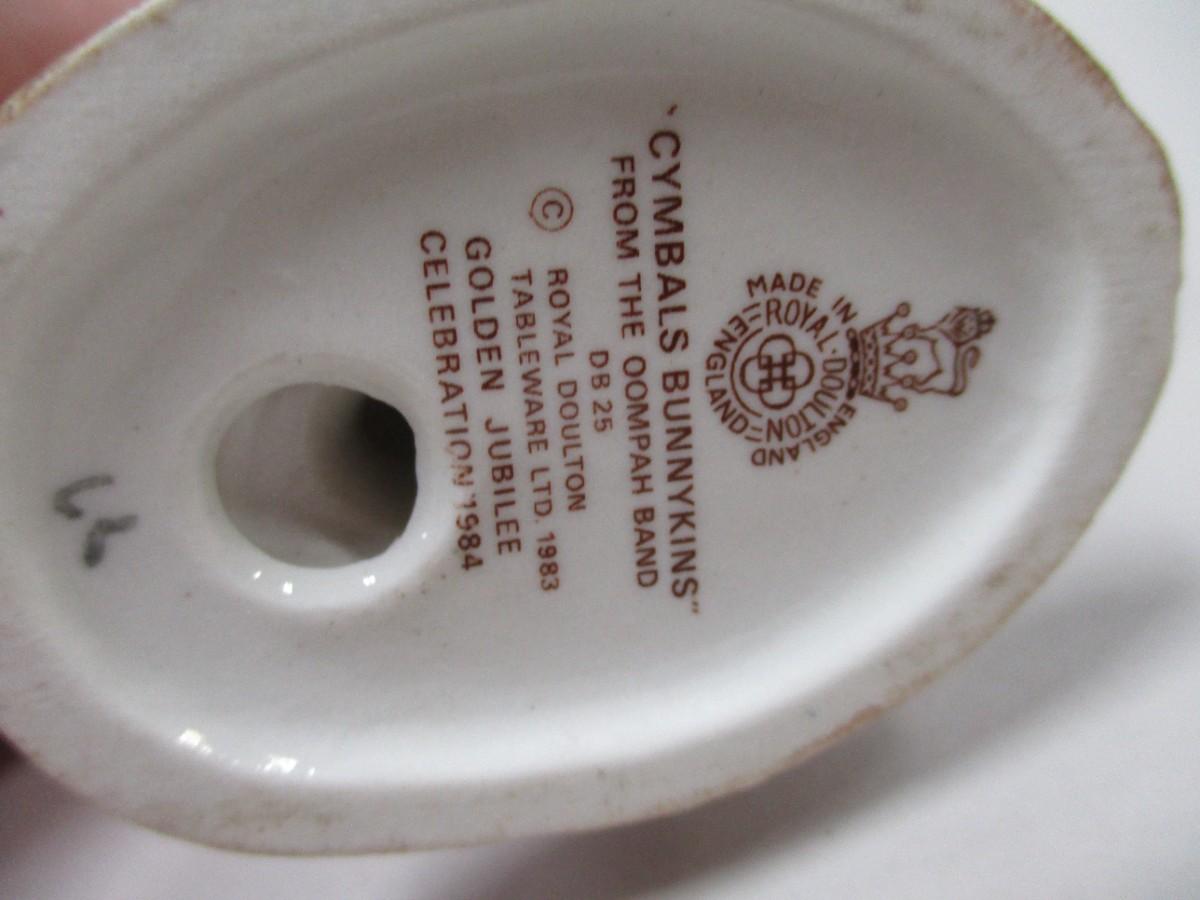 MADE IN ENGLAND
ROYAL·DOULTON
ENGLAND
`CYMBALS BUNNYKINS"
FROM THE OOMPAH BAND
DB 25
© ROYAL DOULTON
TABLEWARE LTD. 1983
GOLDEN JUBILEE
CELEBRATION 1984